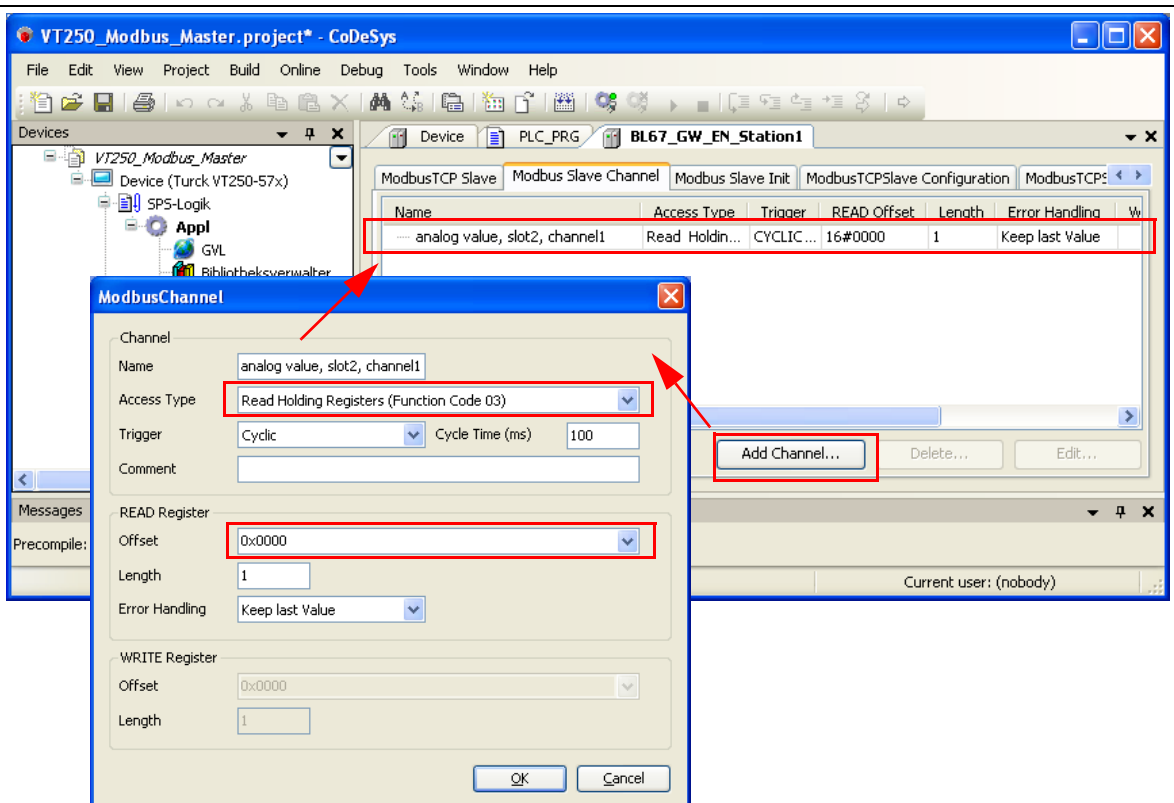 VT250_Modbus_Master.project* - CoDeSys
File Edit View Project Build Online Debug Tools Window Help
Devices
VT250_Modbus_Master
Device (Turck VT250-57x)
SPS-Logik
Appl
GVL
Bibliotheksverwalter
Device PLC_PRG BL67_GW_EN_Station1
ModbusTCP Slave Modbus Slave Channel Modbus Slave Init ModbusTCPSlave Configuration ModbusTCPS
Name Access Type Trigger READ Offset Length Error Handling W
analog value, slot2, channel1 Read Holdin... CYCLIC... 16#0000 1 Keep last Value
Add Channel... Delete... Edit...
Messages
Precompile:
Current user: (nobody)
ModbusChannel
Channel
Name analog value, slot2, channel1
Access Type Read Holding Registers (Function Code 03)
Trigger Cyclic Cycle Time (ms) 100
Comment
READ Register
Offset 0x0000
Length 1
Error Handling Keep last Value
WRITE Register
Offset 0x0000
Length 1
OK Cancel